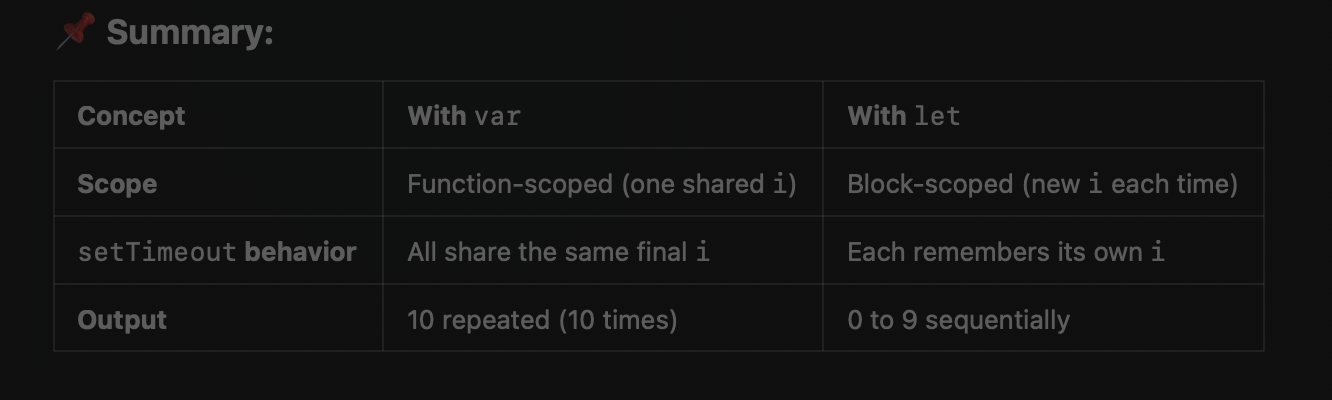 📌 Summary:
Concept With var With let
Scope Function-scoped (one shared i) Block-scoped (new i each time)
setTimeout behavior All share the same final i Each remembers its own i
Output 10 repeated (10 times) 0 to 9 sequentially